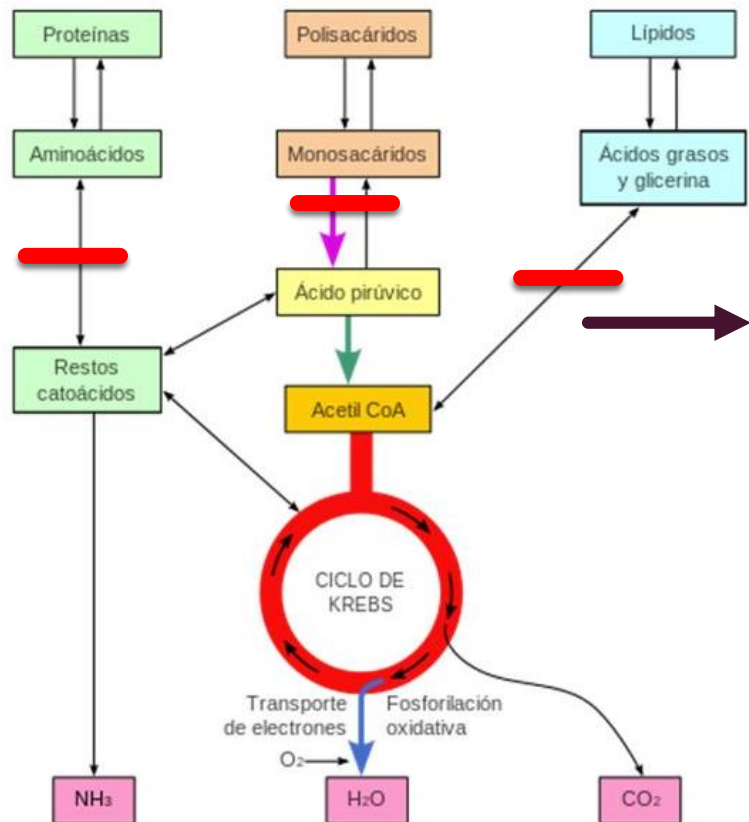 Proteínas
Polisacáridos
Lípidos
Aminoácidos
Monosacáridos
Ácidos grasos
y glicerina
Ácido pirúvico
Restos
catoácidos
Acetil CoA
CICLO DE
KREBS
Transporte
de electrones
Fosforilación
oxidativa
O₂
NH₃
H₂O
CO₂